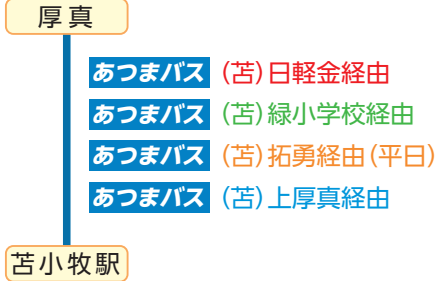 厚真
あつまバス (苫)日軽金経由
あつまバス (苫)緑小学校経由
あつまバス (苫)拓勇経由(平日)
あつまバス (苫)上厚真経由
苫小牧駅